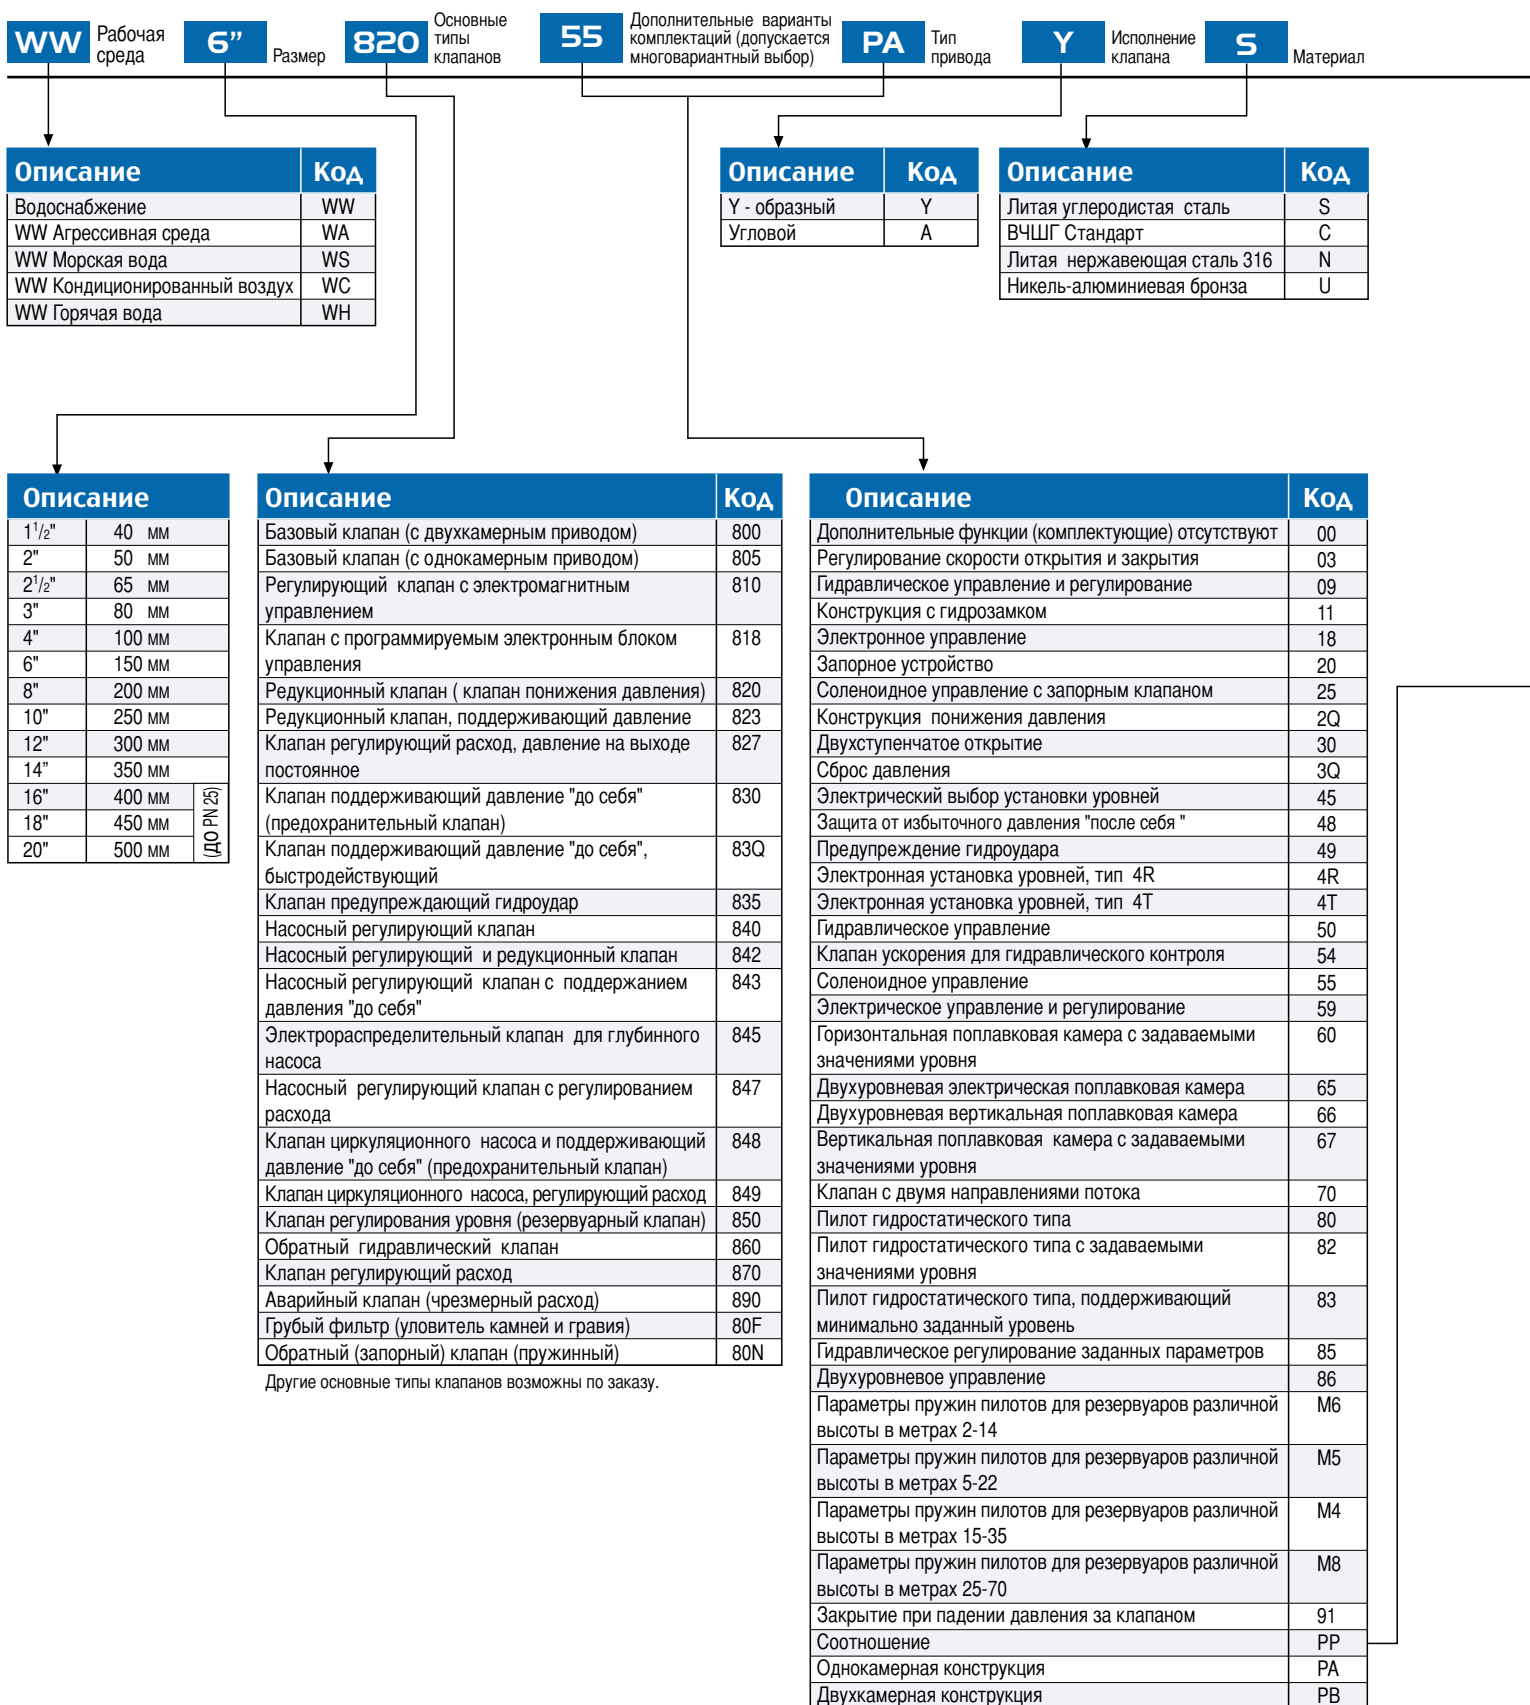 WW Рабочая среда
6” Размер
820 Основные типы клапанов
55 Дополнительные варианты комплектаций (допускается многовариантный выбор)
PA Тип привода
Y Исполнение клапана
S Материал
Описание Код
Водоснабжение WW
WW Агрессивная среда WA
WW Морская вода WS
WW Кондиционированный воздух WC
WW Горячая вода WH
Описание Код
Y - образный Y
Угловой A
Описание Код
Литая углеродистая сталь S
ВЧШГ Стандарт C
Литая нержавеющая сталь 316 N
Никель-алюминиевая бронза U
Описание
1 1/2" 40 мм
2" 50 мм
2 1/2" 65 мм
3" 80 мм
4" 100 мм
6" 150 мм
8" 200 мм
10" 250 мм
12" 300 мм
14” 350 мм
16" 400 мм
18" 450 мм
20" 500 мм
(ДО PN 25)
Описание Код
Базовый клапан (с двухкамерным приводом) 800
Базовый клапан (с однокамерным приводом) 805
Регулирующий клапан с электромагнитным 810
управлением
Клапан с программируемым электронным блоком 818
управления
Редукционный клапан ( клапан понижения давления) 820
Редукционный клапан, поддерживающий давление 823
Клапан регулирующий расход, давление на выходе 827
постоянное
Клапан поддерживающий давление "до себя" 830
(предохранительный клапан)
Клапан поддерживающий давление "до себя", 83Q
быстродействующий
Клапан предупреждающий гидроудар 835
Насосный регулирующий клапан 840
Насосный регулирующий и редукционный клапан 842
Насосный регулирующий клапан с поддержанием 843
давления "до себя"
Электрораспределительный клапан для глубинного 845
насоса
Насосный регулирующий клапан с регулированием 847
расхода
Клапан циркуляционного насоса и поддерживающий 848
давление "до себя" (предохранительный клапан)
Клапан циркуляционного насоса, регулирующий расход 849
Клапан регулирования уровня (резервуарный клапан) 850
Обратный гидравлический клапан 860
Клапан регулирующий расход 870
Аварийный клапан (чрезмерный расход) 890
Грубый фильтр (уловитель камней и гравия) 80F
Обратный (запорный) клапан (пружинный) 80N
Другие основные типы клапанов возможны по заказу.
Описание Код
Дополнительные функции (комплектующие) отсутствуют 00
Регулирование скорости открытия и закрытия 03
Гидравлическое управление и регулирование 09
Конструкция с гидрозамком 11
Электронное управление 18
Запорное устройство 20
Соленоидное управление с запорным клапаном 25
Конструкция понижения давления 2Q
Двухступенчатое открытие 30
Сброс давления 3Q
Электрический выбор установки уровней 45
Защита от избыточного давления "после себя " 48
Предупреждение гидроудара 49
Электронная установка уровней, тип 4R 4R
Электронная установка уровней, тип 4T 4T
Гидравлическое управление 50
Клапан ускорения для гидравлического контроля 54
Соленоидное управление 55
Электрическое управление и регулирование 59
Горизонтальная поплавковая камера с задаваемыми 60
значениями уровня
Двухуровневая электрическая поплавковая камера 65
Двухуровневая вертикальная поплавковая камера 66
Вертикальная поплавковая камера с задаваемыми 67
значениями уровня
Клапан с двумя направлениями потока 70
Пилот гидростатического типа 80
Пилот гидростатического типа с задаваемыми 82
значениями уровня
Пилот гидростатического типа, поддерживающий 83
минимально заданный уровень
Гидравлическое регулирование заданных параметров 85
Двухуровневое управление 86
Параметры пружин пилотов для резервуаров различной M6
высоты в метрах 2-14
Параметры пружин пилотов для резервуаров различной M5
высоты в метрах 5-22
Параметры пружин пилотов для резервуаров различной M4
высоты в метрах 15-35
Параметры пружин пилотов для резервуаров различной M8
высоты в метрах 25-70
Закрытие при падении давления за клапаном 91
Соотношение PP
Однокамерная конструкция PA
Двухкамерная конструкция PB